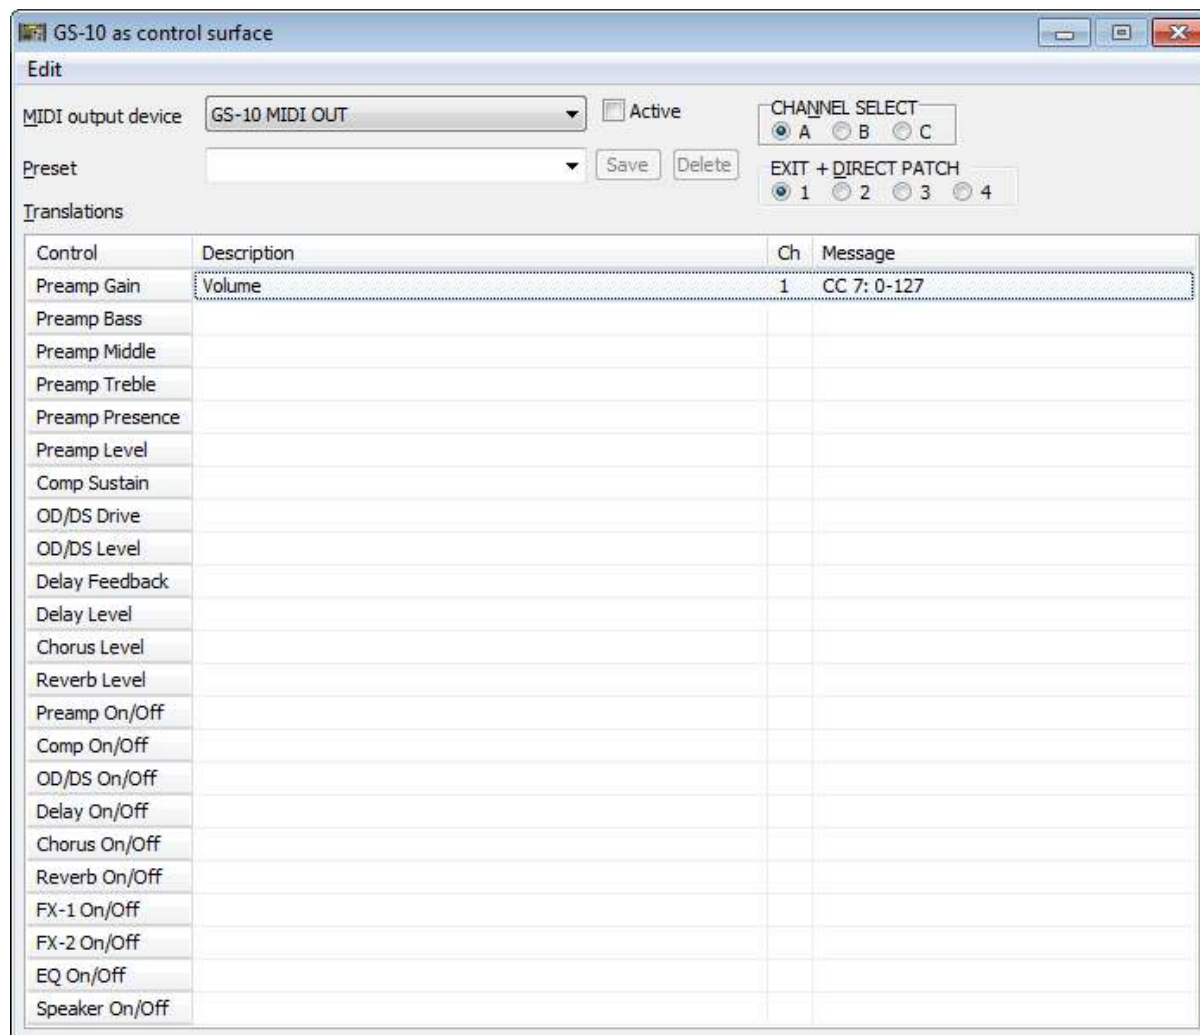 GS-10 as control surface
Edit
MIDI output device GS-10 MIDI OUT Active CHANNEL SELECT
A B C
Preset Save Delete EXIT + DIRECT PATCH
1 2 3 4
Translations
Control Description Ch Message
Preamp Gain Volume 1 CC 7: 0-127
Preamp Bass
Preamp Middle
Preamp Treble
Preamp Presence
Preamp Level
Comp Sustain
OD/DS Drive
OD/DS Level
Delay Feedback
Delay Level
Chorus Level
Reverb Level
Preamp On/Off
Comp On/Off
OD/DS On/Off
Delay On/Off
Chorus On/Off
Reverb On/Off
FX-1 On/Off
FX-2 On/Off
EQ On/Off
Speaker On/Off